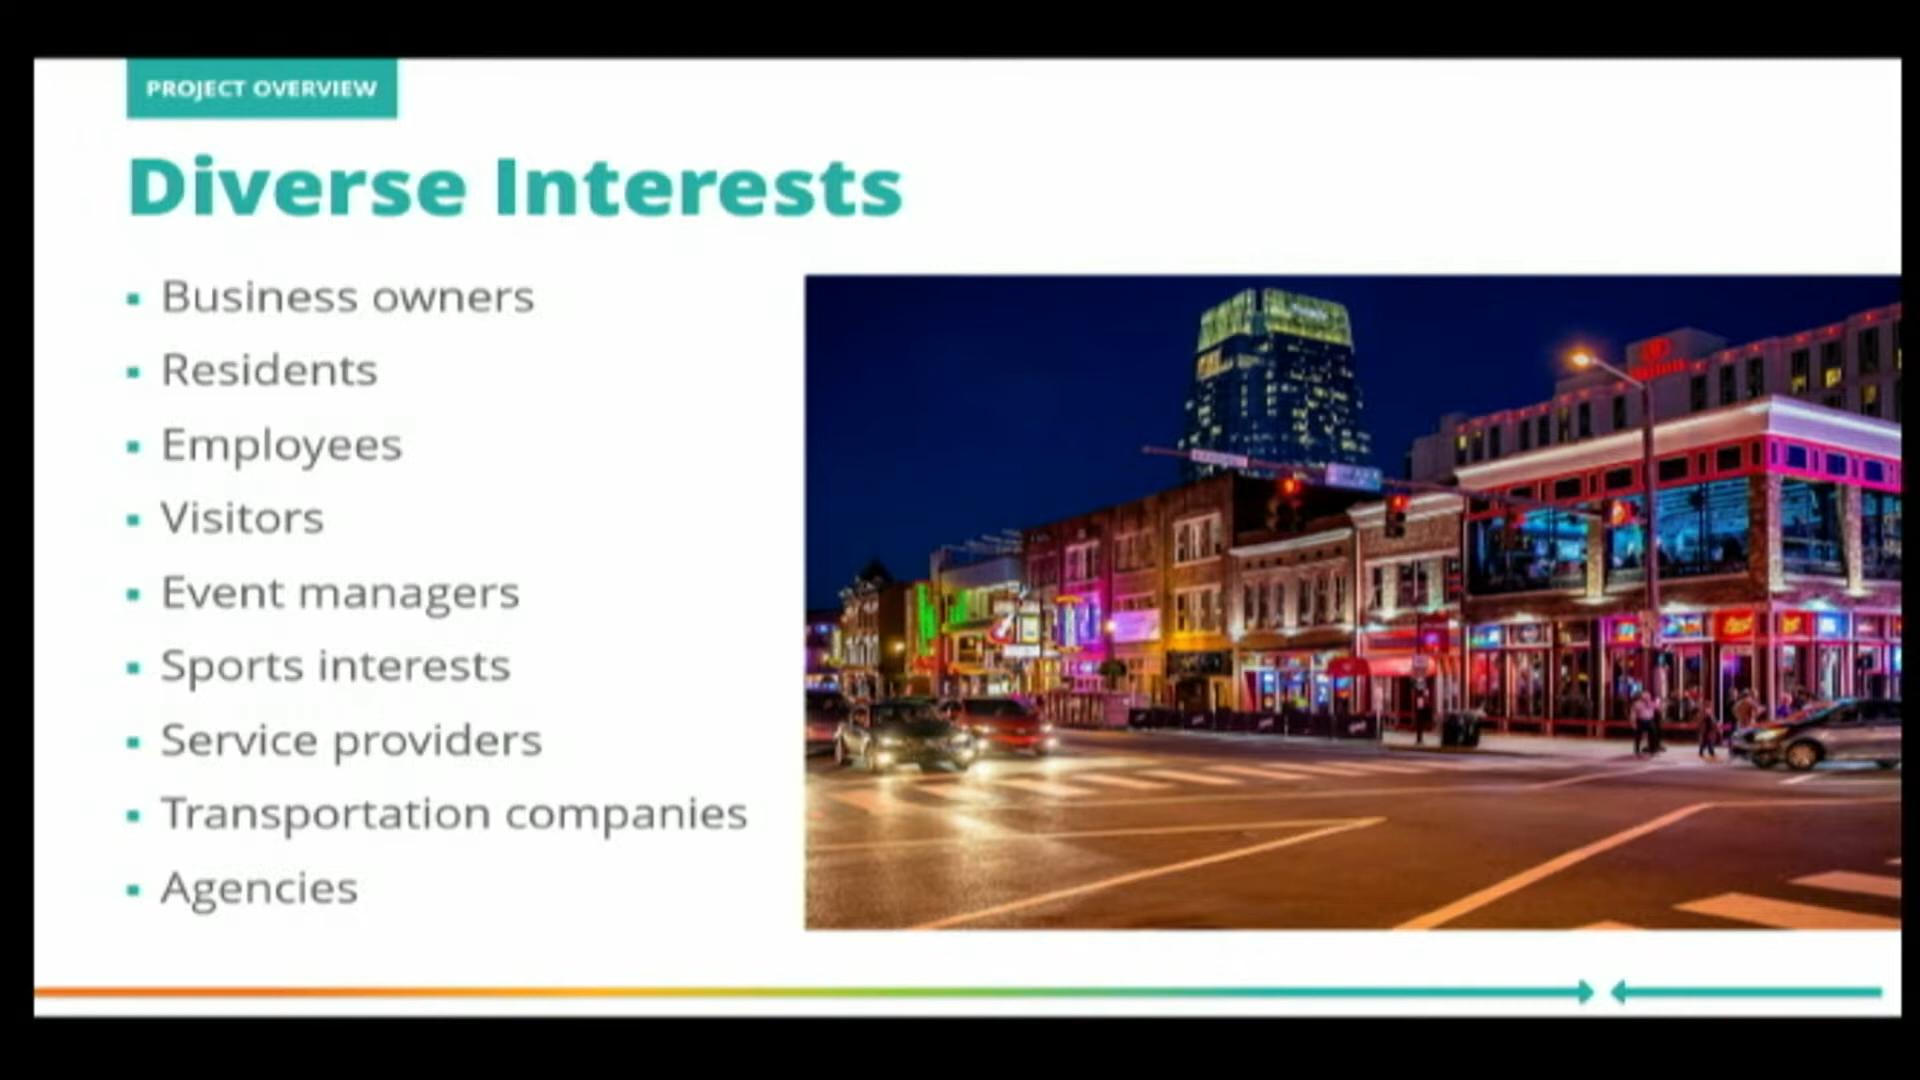 PROJECT OVERVIEW
Diverse Interests
Business owners
Residents
Employees
Visitors
Event managers
Sports interests
Service providers
Transportation companies
Agencies